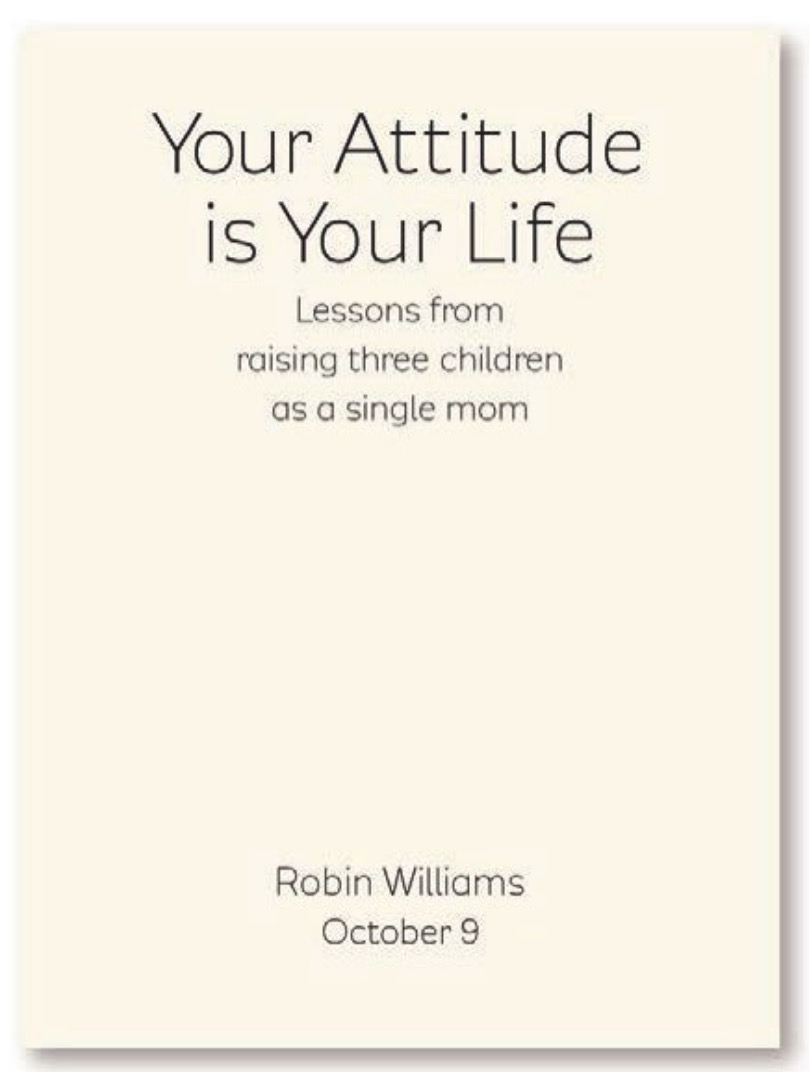 Your Attitude
is Your Life
Lessons from
raising three children
as a single mom
Robin Williams
October 9